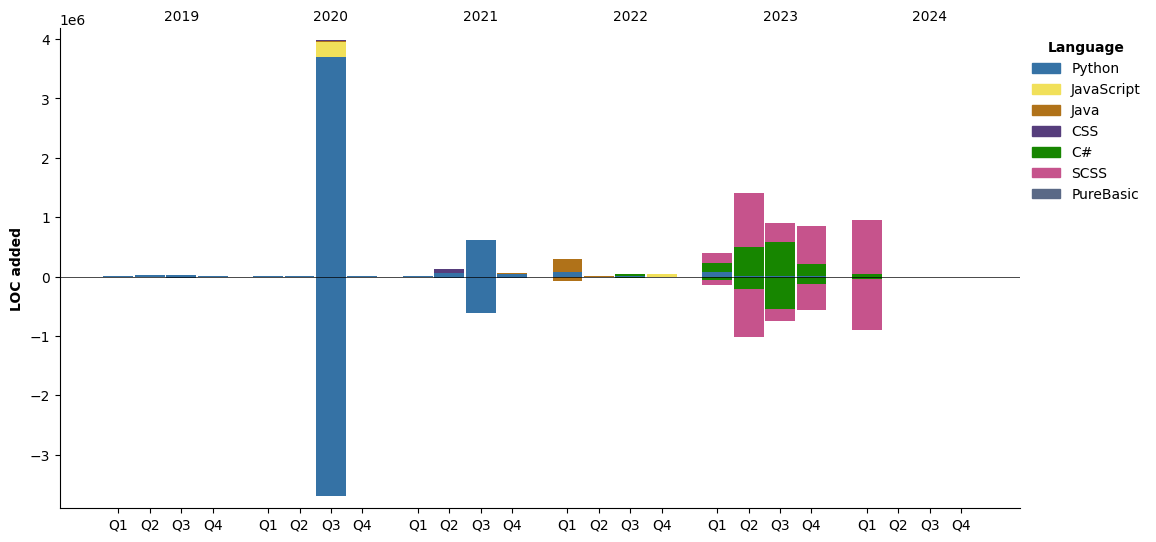 1e6
2019 2020 2021 2022 2023 2024
4
3
2
1
0
−1
−2
−3
LOC added
Q1 Q2 Q3 Q4 Q1 Q2 Q3 Q4 Q1 Q2 Q3 Q4 Q1 Q2 Q3 Q4 Q1 Q2 Q3 Q4 Q1 Q2 Q3 Q4
Language
Python
JavaScript
Java
CSS
C#
SCSS
PureBasic